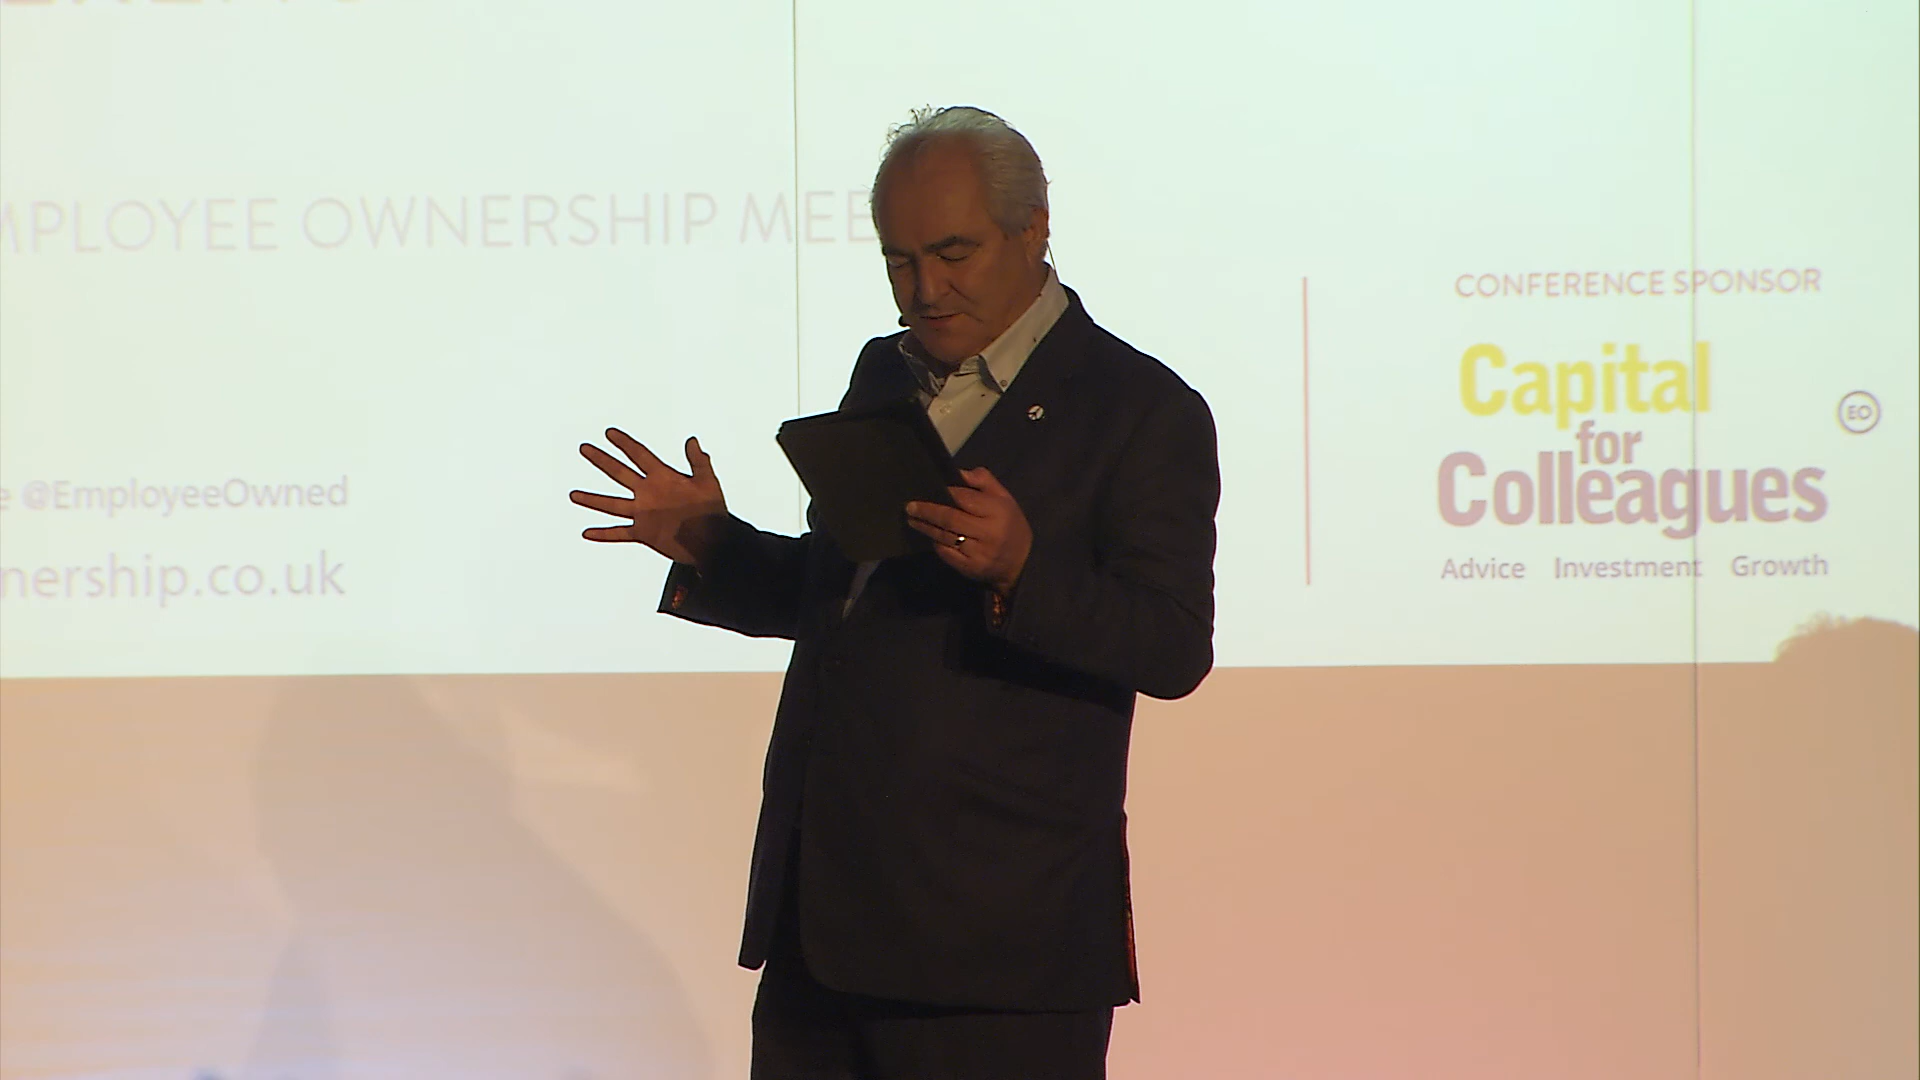 MPLOYEE OWNERSHIP MEE
e @EmployeeOwned
nership.co.uk
CONFERENCE SPONSOR
Capital
for
Colleagues
EO
Advice Investment Growth